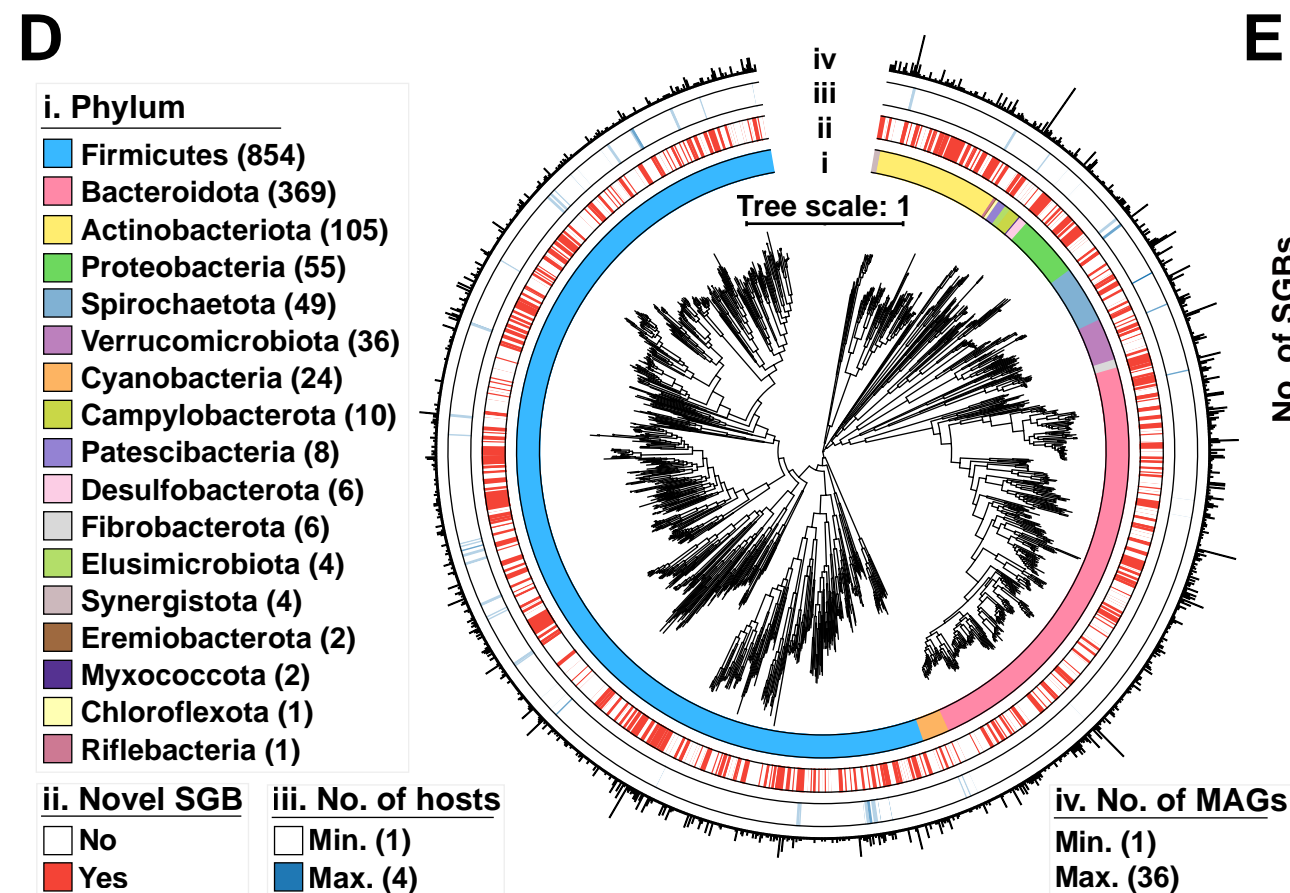 D
E
iv
iii
ii
i
Tree scale: 1
i. Phylum
Firmicutes (854)
Bacteroidota (369)
Actinobacteriota (105)
Proteobacteria (55)
Spirochaetota (49)
Verrucomicrobiota (36)
Cyanobacteria (24)
Campylobacterota (10)
Patescibacteria (8)
Desulfobacterota (6)
Fibrobacterota (6)
Elusimicrobiota (4)
Synergistota (4)
Eremiobacterota (2)
Myxococcota (2)
Chloroflexota (1)
Riflebacteria (1)
ii. Novel SGB
No
Yes
iii. No. of hosts
Min. (1)
Max. (4)
iv. No. of MAGs
Min. (1)
Max. (36)
No. of SGBs